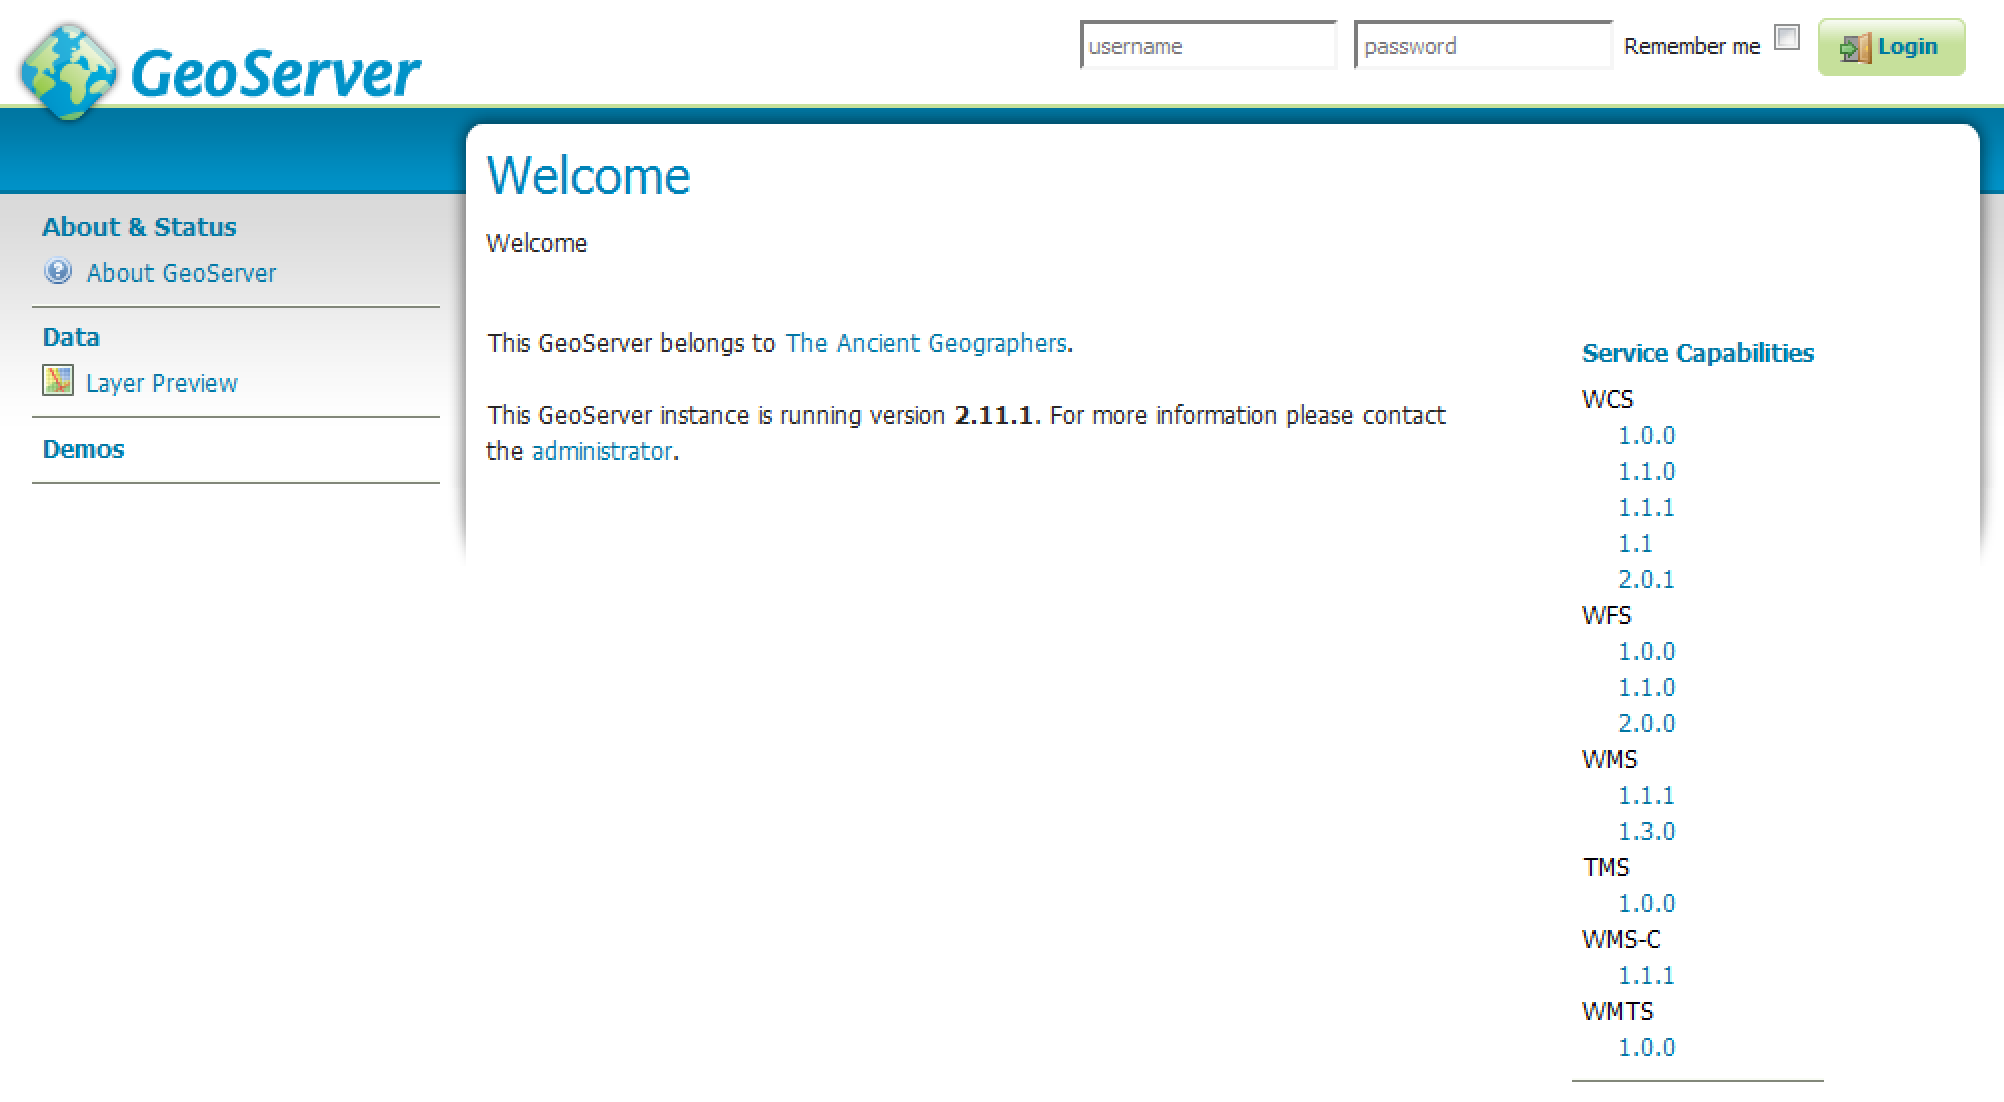 GeoServer
username
password
Remember me
Login
About & Status
About GeoServer
Data
Layer Preview
Demos
Welcome
Welcome
This GeoServer belongs to The Ancient Geographers.
This GeoServer instance is running version 2.11.1. For more information please contact
the administrator.
Service Capabilities
WCS
1.0.0
1.1.0
1.1.1
1.1
2.0.1
WFS
1.0.0
1.1.0
2.0.0
WMS
1.1.1
1.3.0
TMS
1.0.0
WMS-C
1.1.1
WMTS
1.0.0